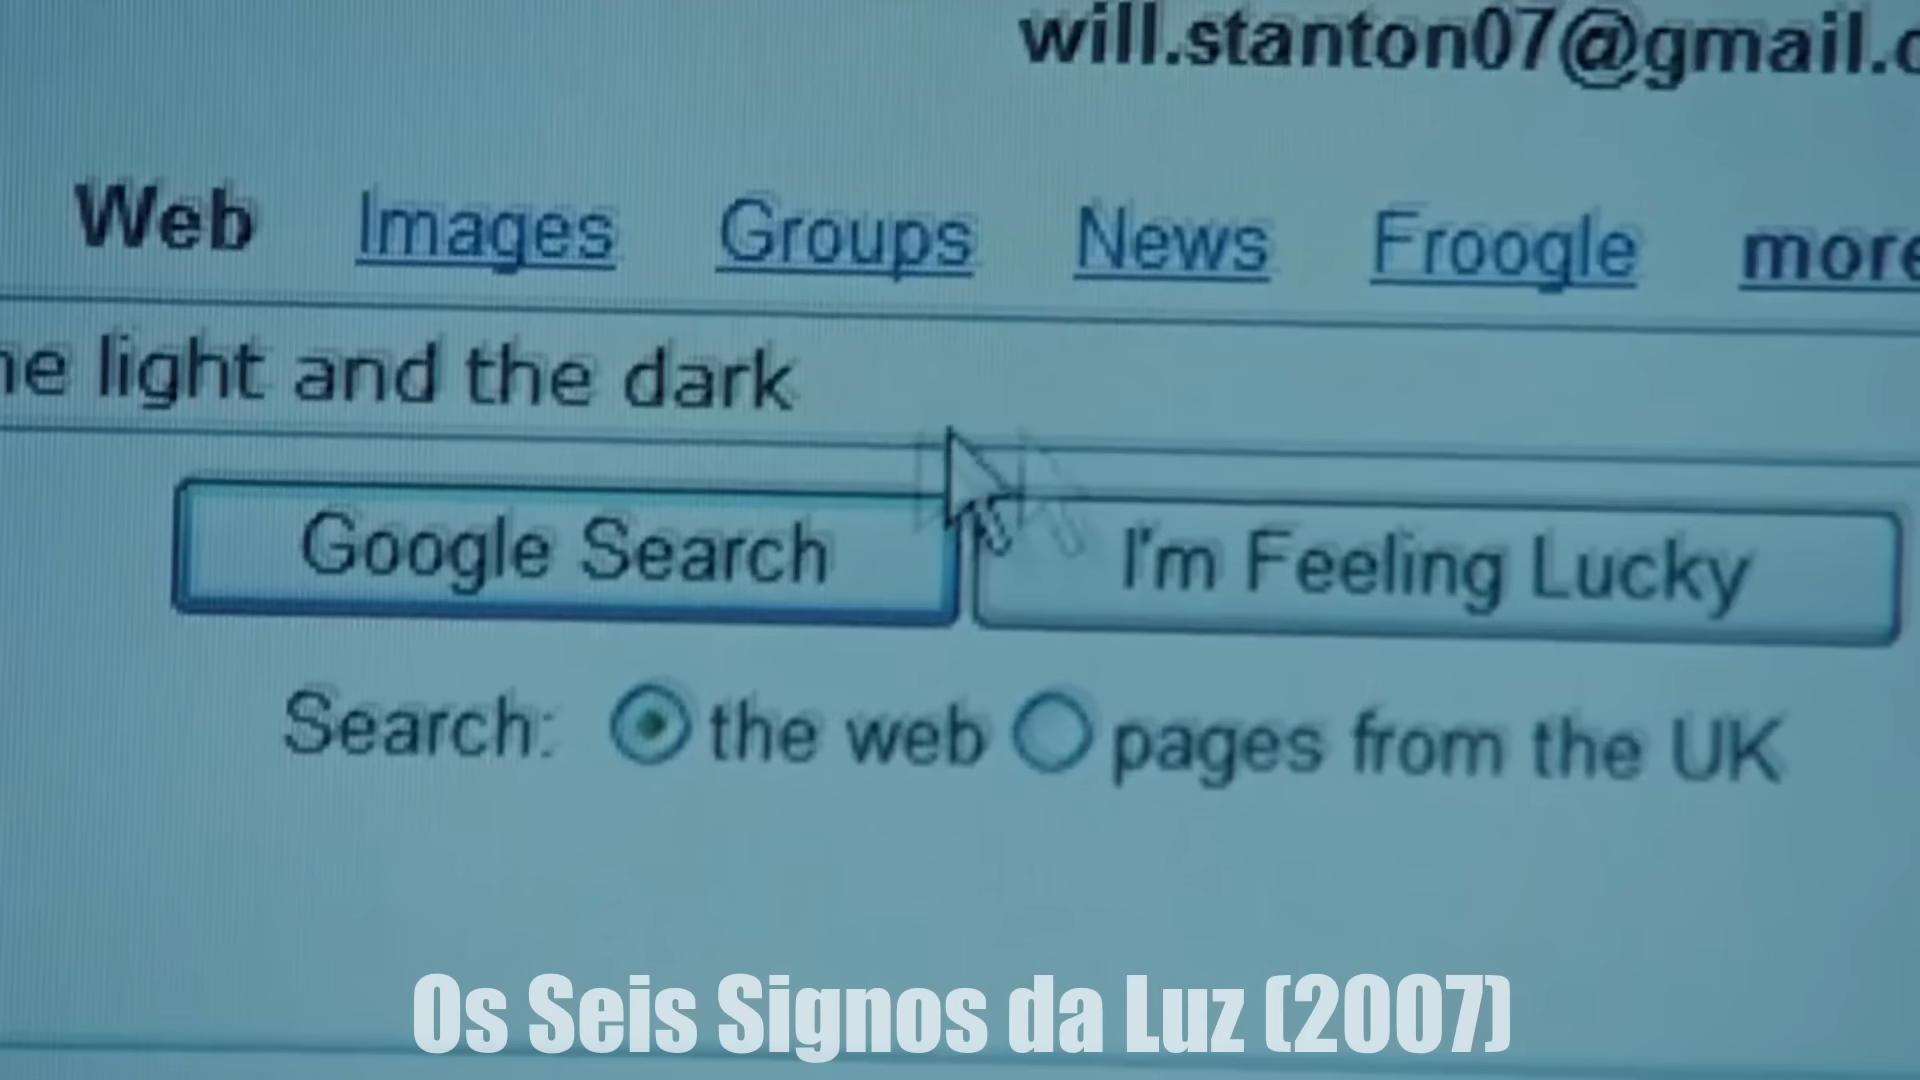 will.stanton07@gmail.
Web Images Groups News Froogle more
light and the dark
Google Search I'm Feeling Lucky
Search: the web pages from the UK
Os Seis Signos da Luz (2007)